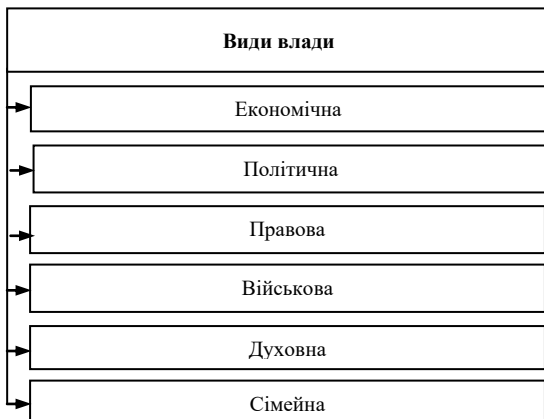 Види влади
Економічна
Політична
Правова
Військова
Духовна
Сімейна